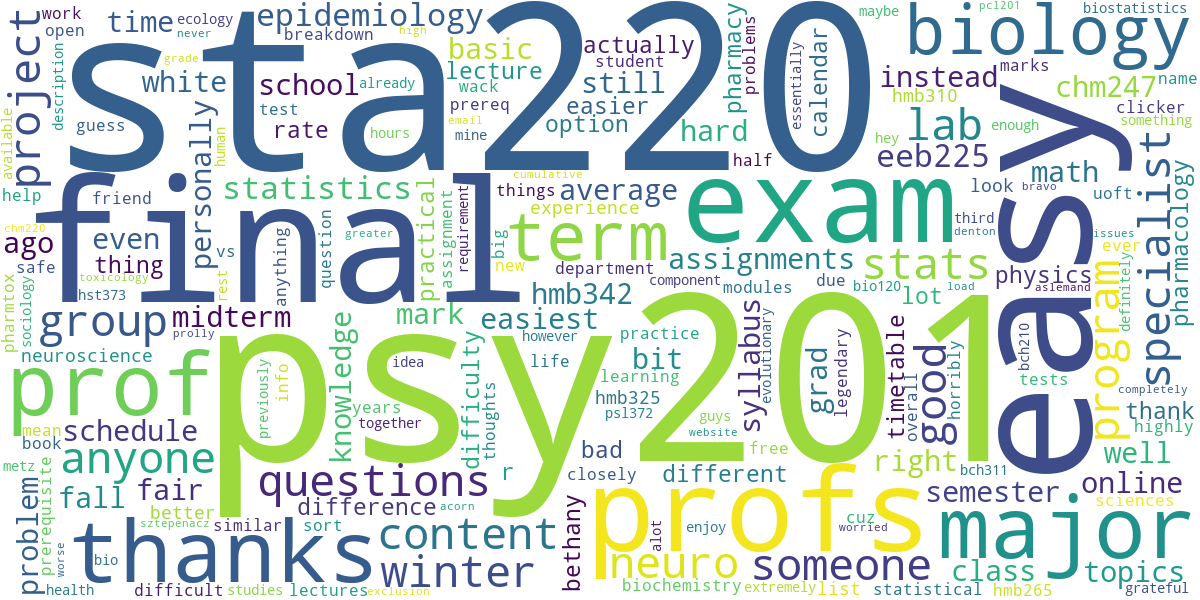 project
work
open
description
time
ecology
never
grade
high
epidemiology
breakdown
basic
lecture
wack
prereq
email
mine
actually
student
still
easier
option
pharmacy
problems
essentially
calendar
maybe
pcl201
biostatistics
biology
instead
marks
hmb310
chm247
name
clicker
something
hey
enough
lab
eeb225
math
uoft
bravo
look
third
denton
sta220
white
school
already
test
rate
hours
guess
human
personally
available
help
chm220
friend
half
hard
cumulative
things
average
experience
statistics
practical
assignment
requirement
big
new
term
exam
easy
specialist
pharmacology
issues
ever
program
definitely
physics
asiemand
final
ago
safe
even
thing
toxicology
hst373
vs
rest
anything
question
greater
department
assignments
component
modules
due
bio120
stats
lot
load
pharmtox
sociology
prolly
group
midterm
mark
easiest
hmb342
however
practice
life
bit
learning
hmb325
psl372
guys
website
syllabus
evolutionary
free
grad
legendary
timetable
overall
good
horribly
bch210
tests
completely
thank
highly
neuroscience
prof
previously
info
knowledge
idea
years
together
difficulty
thoughts
psy201
mean
book
schedule
metz
prerequisite
problem
anyone
fall
fair
better
questions
difference
r
bad
closely
different
right
bch311
well
online
semester
sciences
sztepenacz
similar
sort
acorn
worse
bio
thanks
content
winter
bethany
profs
alot
enjoy
cuz
worried
major
neuro
someone
class
topics
health
difficult
studies
lectures
exclusion
biochemistry
extremely
list
statistical
hmb265
grateful